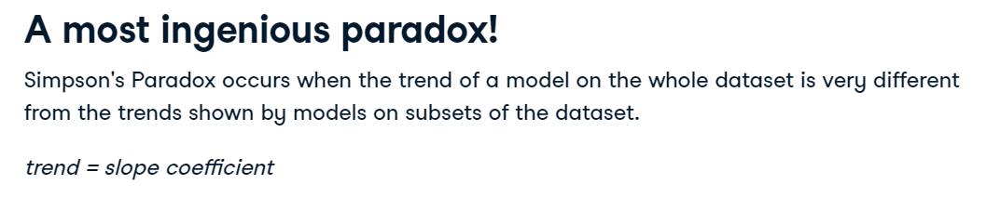 A most ingenious paradox!
Simpson's Paradox occurs when the trend of a model on the whole dataset is very different
from the trends shown by models on subsets of the dataset.
trend = slope coefficient